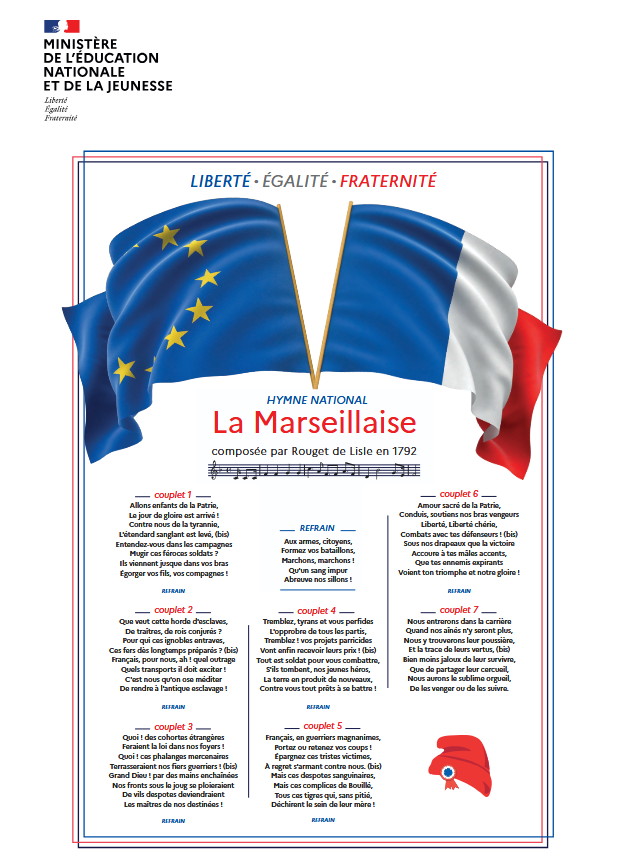 MINISTÈRE
DE L'ÉDUCATION
NATIONALE
ET DE LA JEUNESSE
Liberté
Égalité
Fraternité
LIBERTÉ • ÉGALITÉ • FRATERNITÉ
HYMNE NATIONAL
La Marseillaise
composée par Rouget de Lisle en 1792
couplet 1
Allons enfants de la Patrie,
Le jour de gloire est arrivé !
Contre nous de la tyrannie,
L'étendard sanglant est levé, (bis)
Entendez-vous dans les campagnes
Mugir ces féroces soldats ?
Ils viennent jusque dans vos bras
Égorger vos fils, vos compagnes !
REFRAIN
REFRAIN
Aux armes, citoyens,
Formez vos bataillons,
Marchons, marchons !
Qu'un sang impur
Abreuve nos sillons !
couplet 2
Que veut cette horde d'esclaves,
De traîtres, de rois conjurés ?
Pour qui ces ignobles entraves,
Ces fers dès longtemps préparés ? (bis)
Français, pour nous, ah ! quel outrage
Quels transports il doit exciter !
C'est nous qu'on ose méditer
De rendre à l'antique esclavage !
REFRAIN
couplet 3
Quoi ! des cohortes étrangères
Feraient la loi dans nos foyers !
Quoi ! ces phalanges mercenaires
Terrasseraient nos fiers guerriers ! (bis)
Grand Dieu ! par des mains enchaînées
Nos fronts sous le joug se ploieraient
De vils despotes deviendraient
Les maîtres de nos destinées !
REFRAIN
couplet 4
Tremblez, tyrans et vous perfides
L'opprobre de tous les partis,
Tremblez ! vos projets parricides
Vont enfin recevoir leurs prix ! (bis)
Tout est soldat pour vous combattre,
S'ils tombent, nos jeunes héros,
La terre en produit de nouveaux,
Contre vous tout prêts à se battre !
REFRAIN
couplet 5
Français, en guerriers magnanimes,
Portez ou retenez vos coups !
Épargnez ces tristes victimes,
À regret s'armant contre nous. (bis)
Mais ces despotes sanguinaires,
Mais ces complices de Bouillé,
Tous ces tigres qui, sans pitié,
Déchirent le sein de leur mère !
REFRAIN
couplet 6
Amour sacré de la Patrie,
Conduis, soutiens nos bras vengeurs
Liberté, Liberté chérie,
Combats avec tes défenseurs ! (bis)
Sous nos drapeaux que la victoire
Accoure à tes mâles accents,
Que tes ennemis expirants
Voient ton triomphe et notre gloire !
REFRAIN
couplet 7
Nous entrerons dans la carrière
Quand nos aînés n'y seront plus,
Nous y trouverons leur poussière,
Et la trace de leurs vertus, (bis)
Bien moins jaloux de leur survivre,
Que de partager leur cercueil,
Nous aurons le sublime orgueil,
De les venger ou de les suivre.